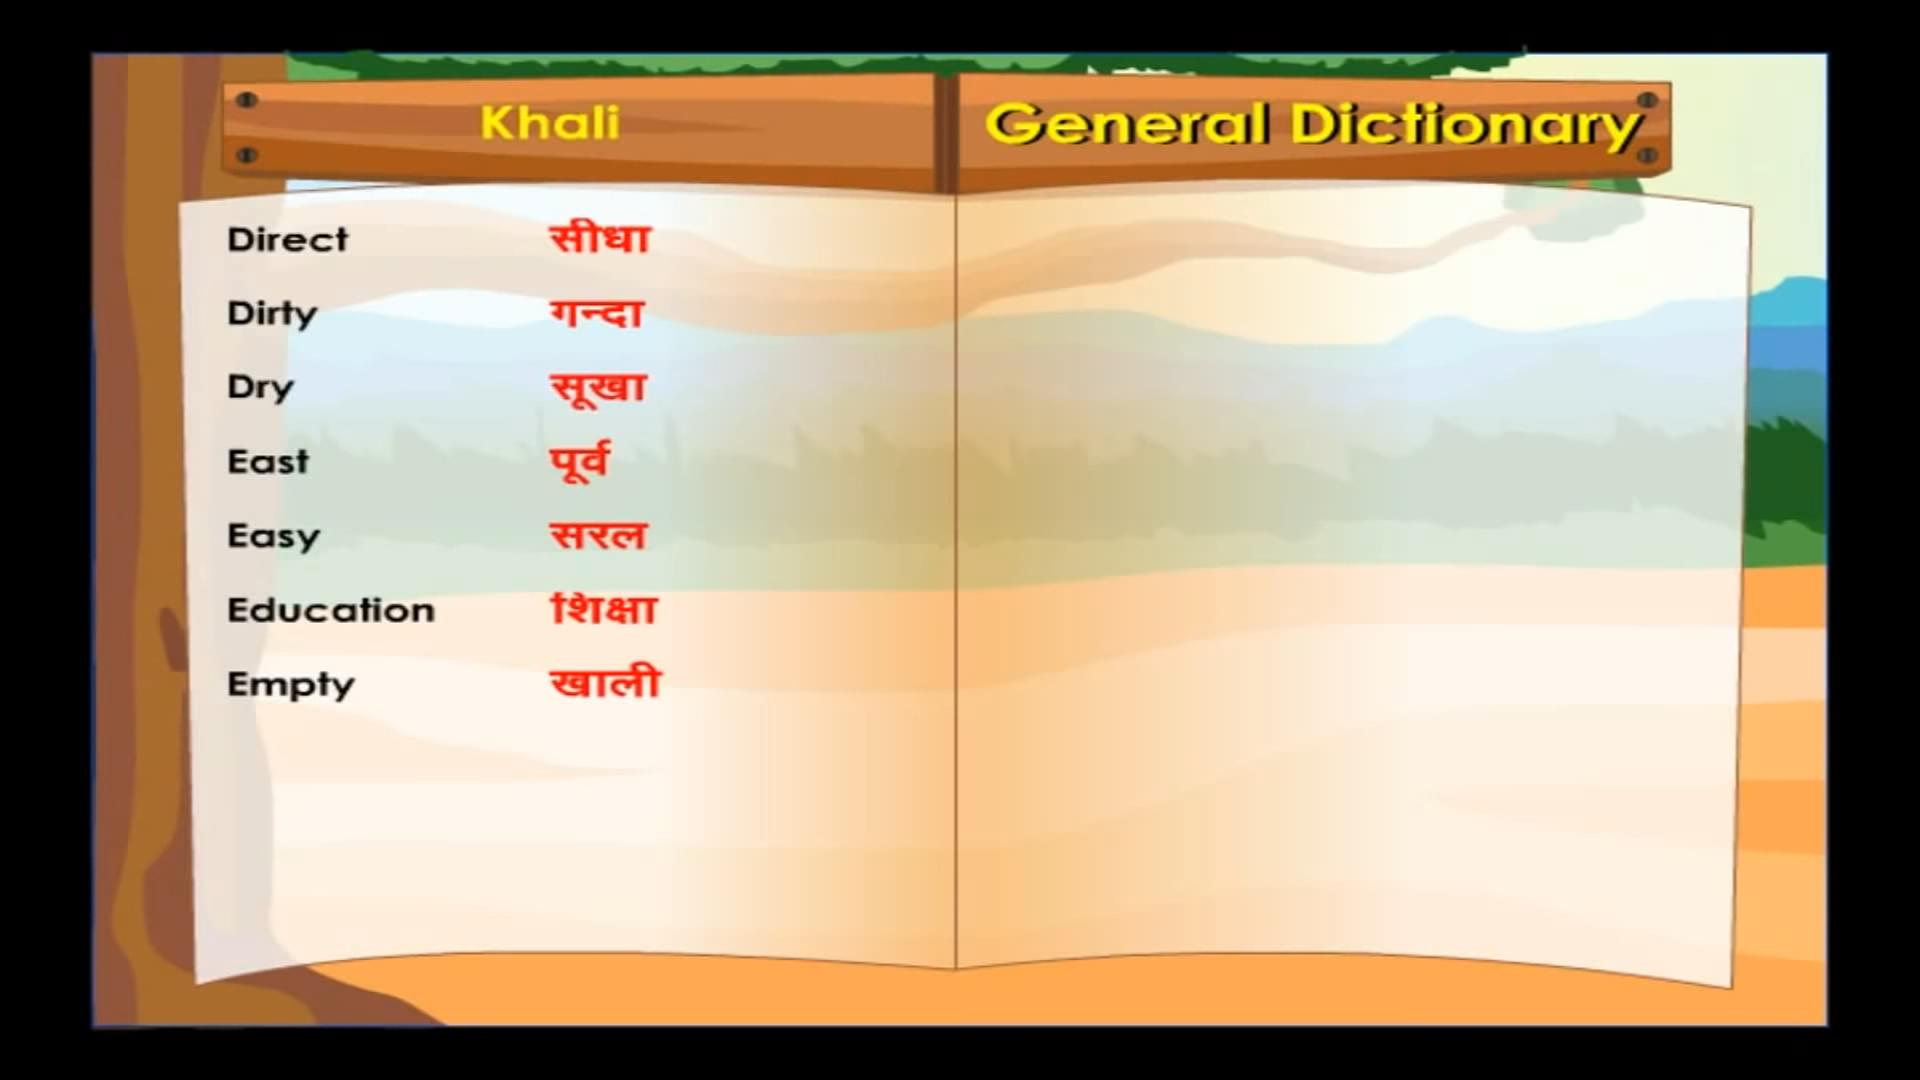 Khali General Dictionary
Direct सीधा
Dirty गन्दा
Dry सूखा
East पूर्व
Easy सरल
Education शिक्षा
Empty खाली